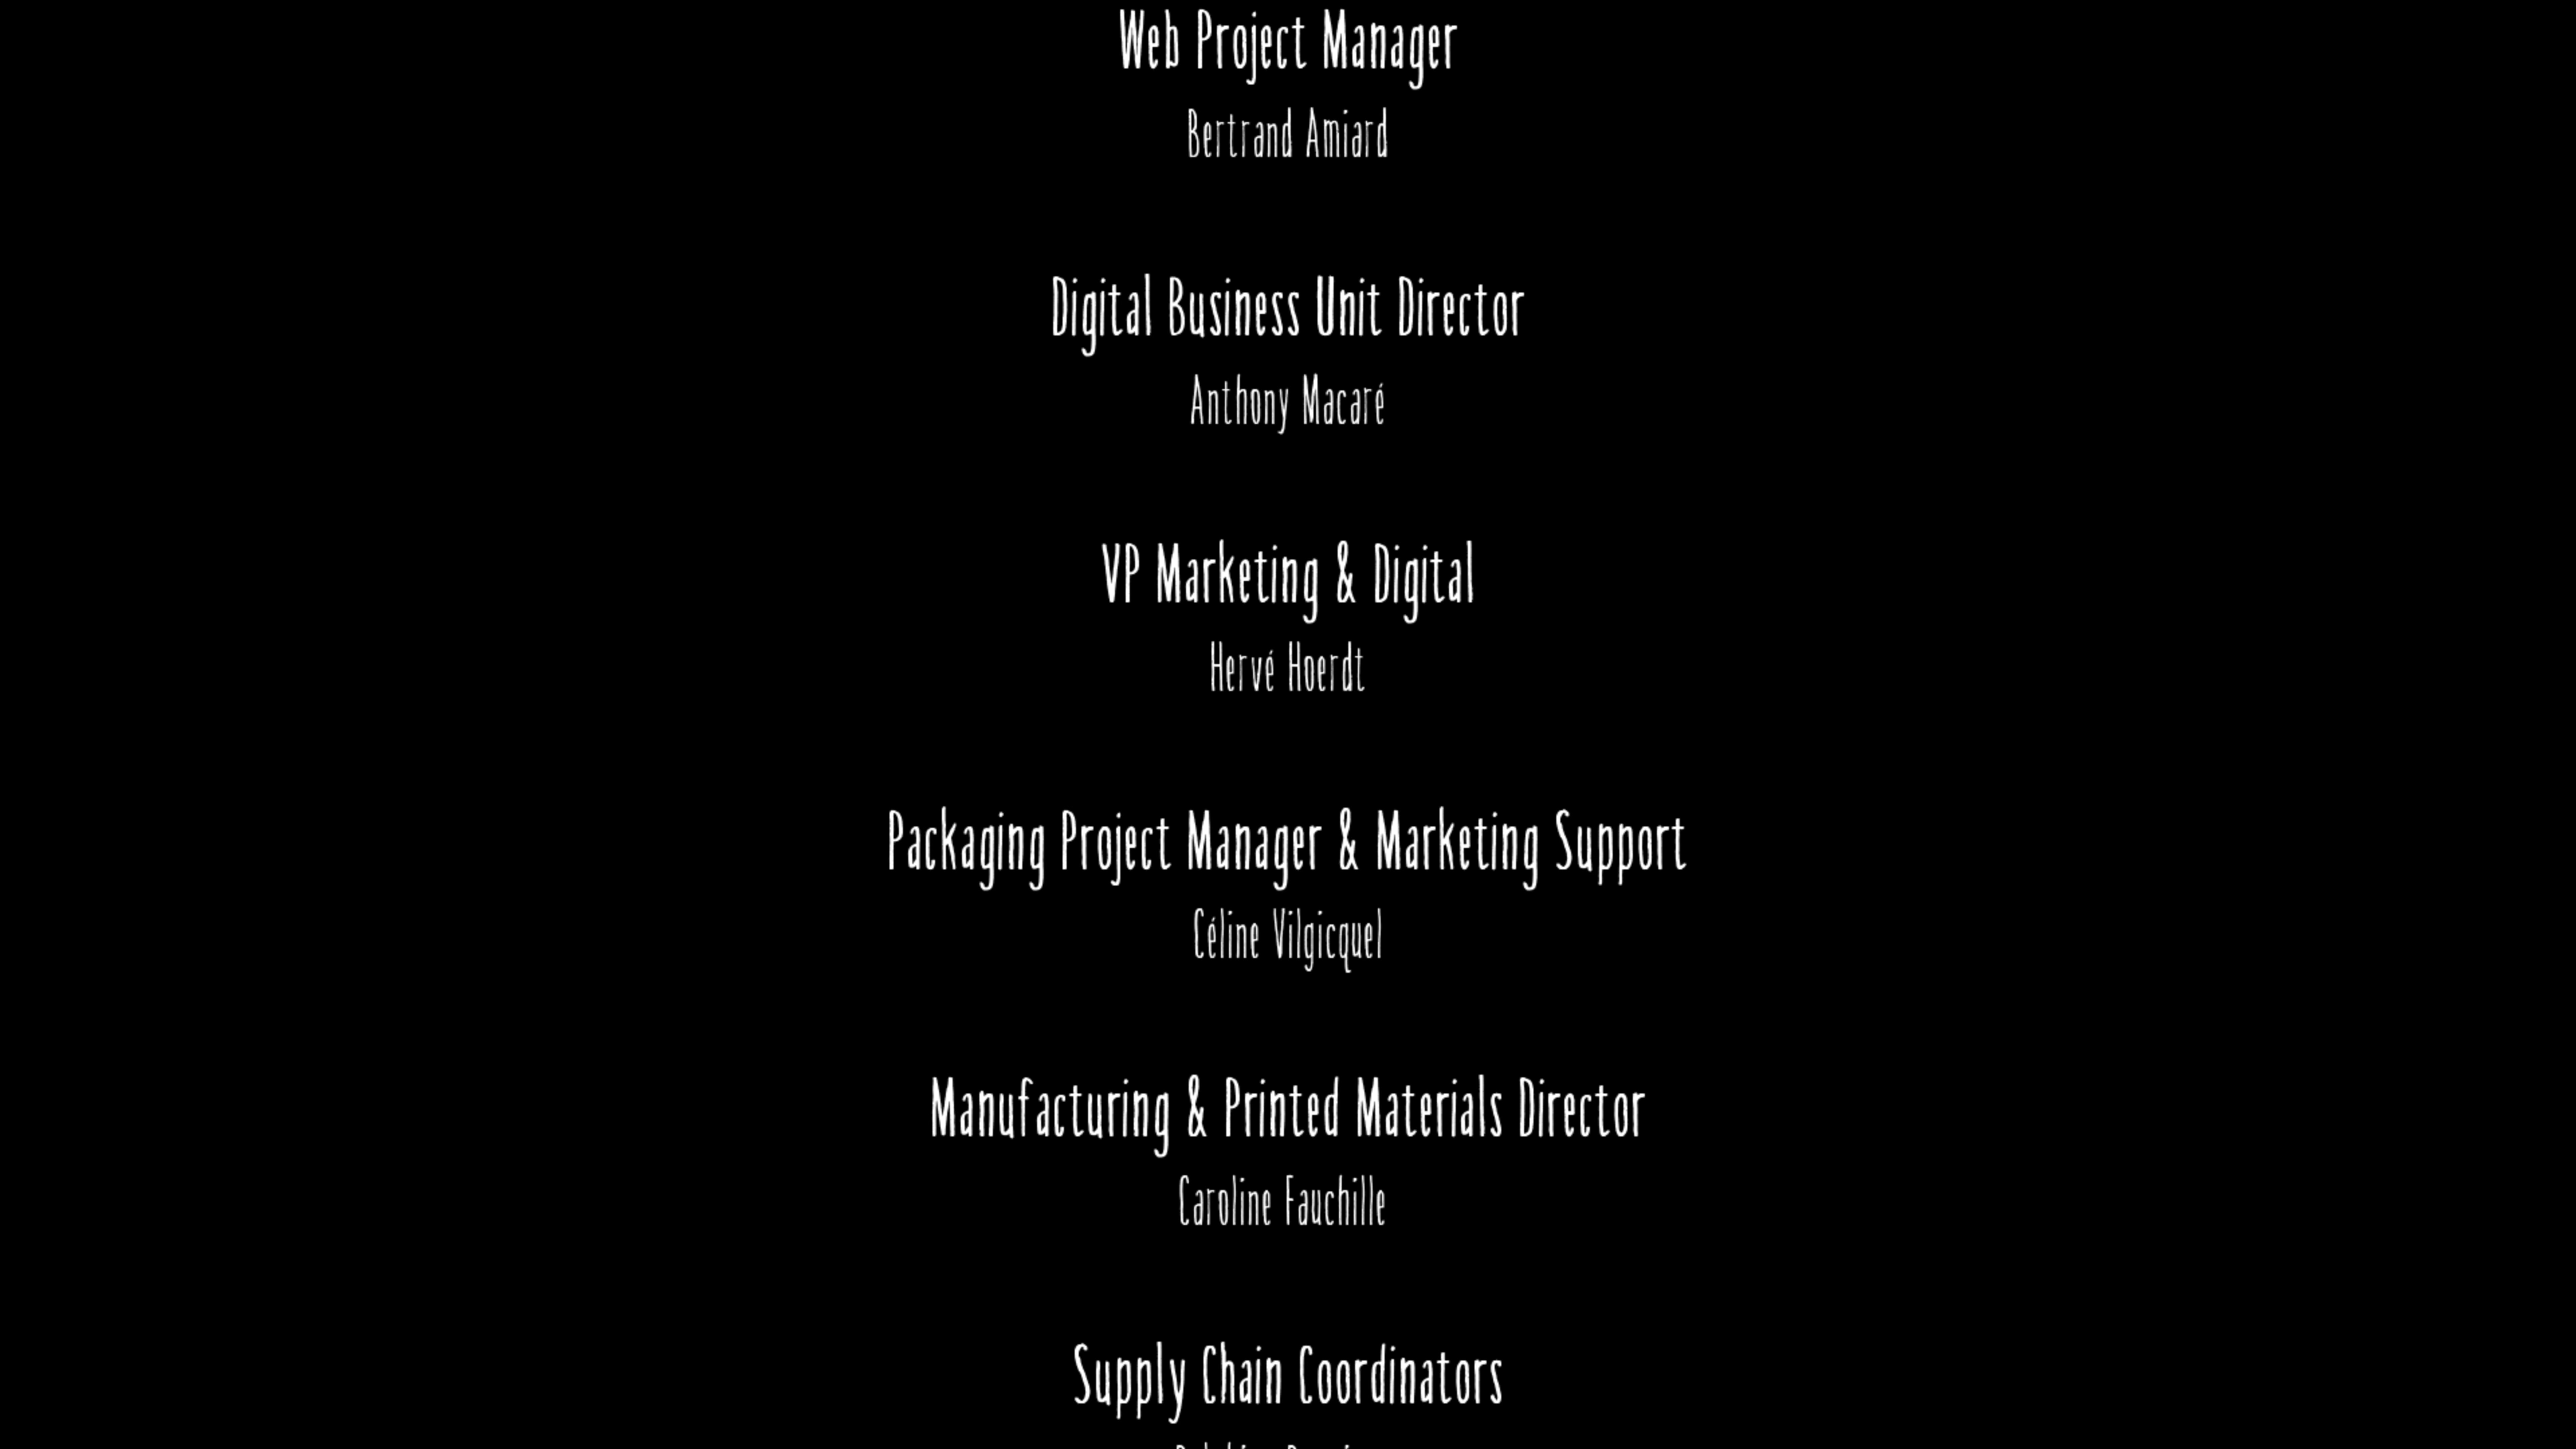 Web Project Manager
Bertrand Amiard
Digital Business Unit Director
Anthony Macaré
VP Marketing & Digital
Hervé Hoerdt
Packaging Project Manager & Marketing Support
Céline Vilgicquel
Manufacturing & Printed Materials Director
Caroline Fauchille
Supply Chain Coordinators